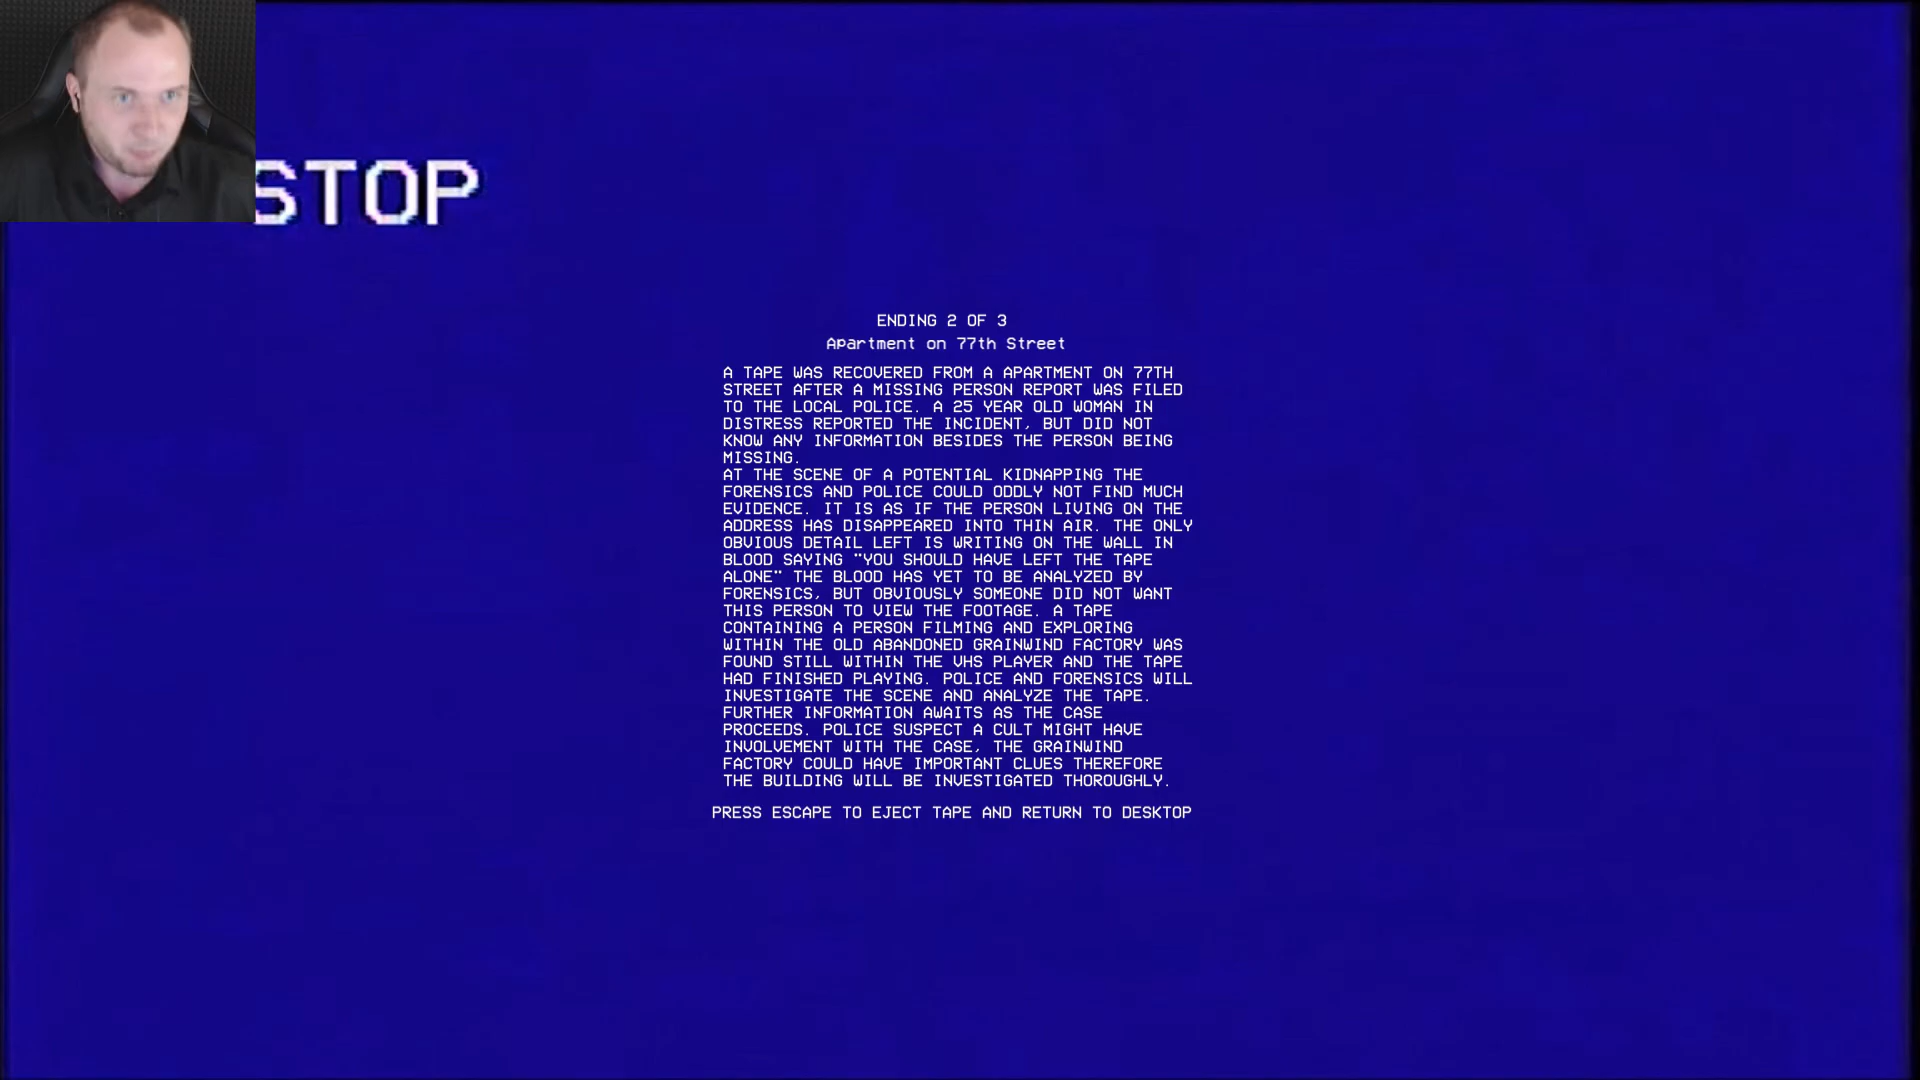 STOP
ENDING 2 OF 3
Apartment on 77th Street
A TAPE WAS RECOVERED FROM A APARTMENT ON 77TH
STREET AFTER A MISSING PERSON REPORT WAS FILED
TO THE LOCAL POLICE. A 25 YEAR OLD WOMAN IN
DISTRESS REPORTED THE INCIDENT, BUT DID NOT
KNOW ANY INFORMATION BESIDES THE PERSON BEING
MISSING.
AT THE SCENE OF A POTENTIAL KIDNAPPING THE
FORENSICS AND POLICE COULD ODDLY NOT FIND MUCH
EVIDENCE. IT IS AS IF THE PERSON LIVING ON THE
ADDRESS HAS DISAPPEARED INTO THIN AIR. THE ONLY
OBVIOUS DETAIL LEFT IS WRITING ON THE WALL IN
BLOOD SAYING "YOU SHOULD HAVE LEFT THE TAPE
ALONE" THE BLOOD HAS YET TO BE ANALYZED BY
FORENSICS, BUT OBVIOUSLY SOMEONE DID NOT WANT
THIS PERSON TO VIEW THE FOOTAGE. A TAPE
CONTAINING A PERSON FILMING AND EXPLORING
WITHIN THE OLD ABANDONED GRAINWIND FACTORY WAS
FOUND STILL WITHIN THE VHS PLAYER AND THE TAPE
HAD FINISHED PLAYING. POLICE AND FORENSICS WILL
INVESTIGATE THE SCENE AND ANALYZE THE TAPE.
FURTHER INFORMATION AWAITS AS THE CASE
PROCEEDS. POLICE SUSPECT A CULT MIGHT HAVE
INVOLVEMENT WITH THE CASE, THE GRAINWIND
FACTORY COULD HAVE IMPORTANT CLUES THEREFORE
THE BUILDING WILL BE INVESTIGATED THOROUGHLY.
PRESS ESCAPE TO EJECT TAPE AND RETURN TO DESKTOP